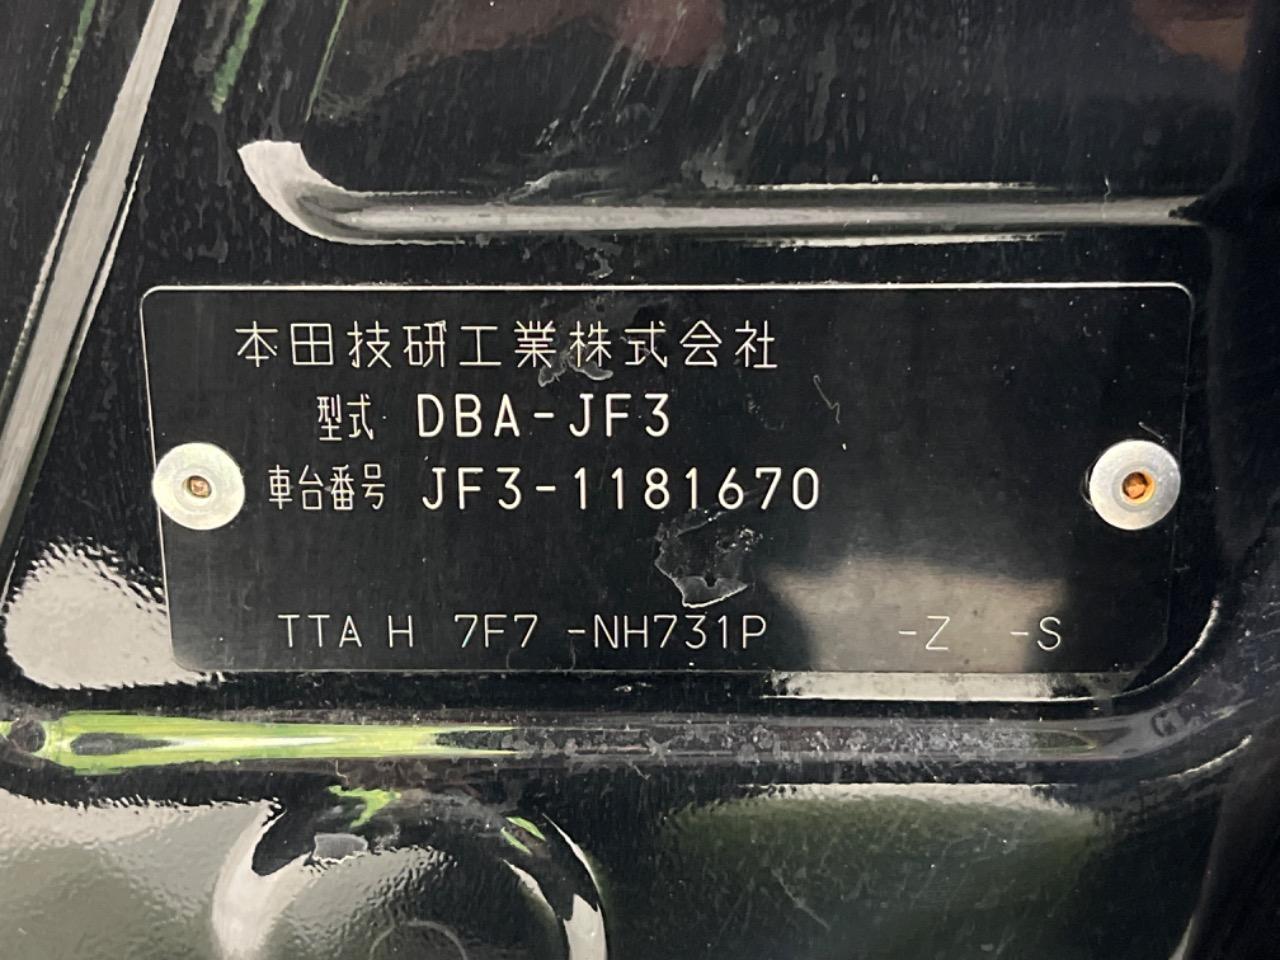 本田技研工業株式会社
型式 DBA-JF3
車台番号 JF3-1181670
TTA H 7F7 -NH731P -Z -S